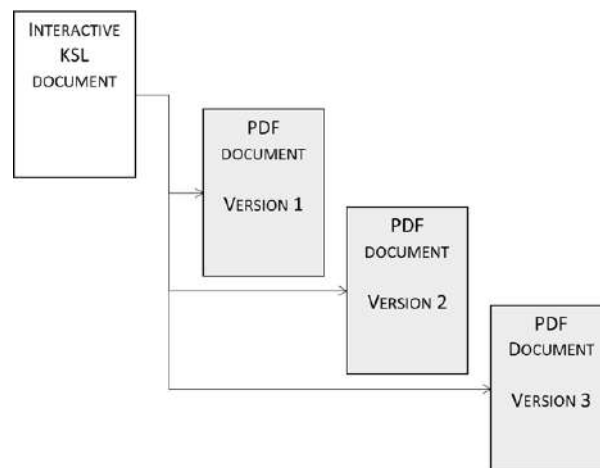 INTERACTIVE
KSL
DOCUMENT
PDF
DOCUMENT
VERSION 1
PDF
DOCUMENT
VERSION 2
PDF
DOCUMENT
VERSION 3